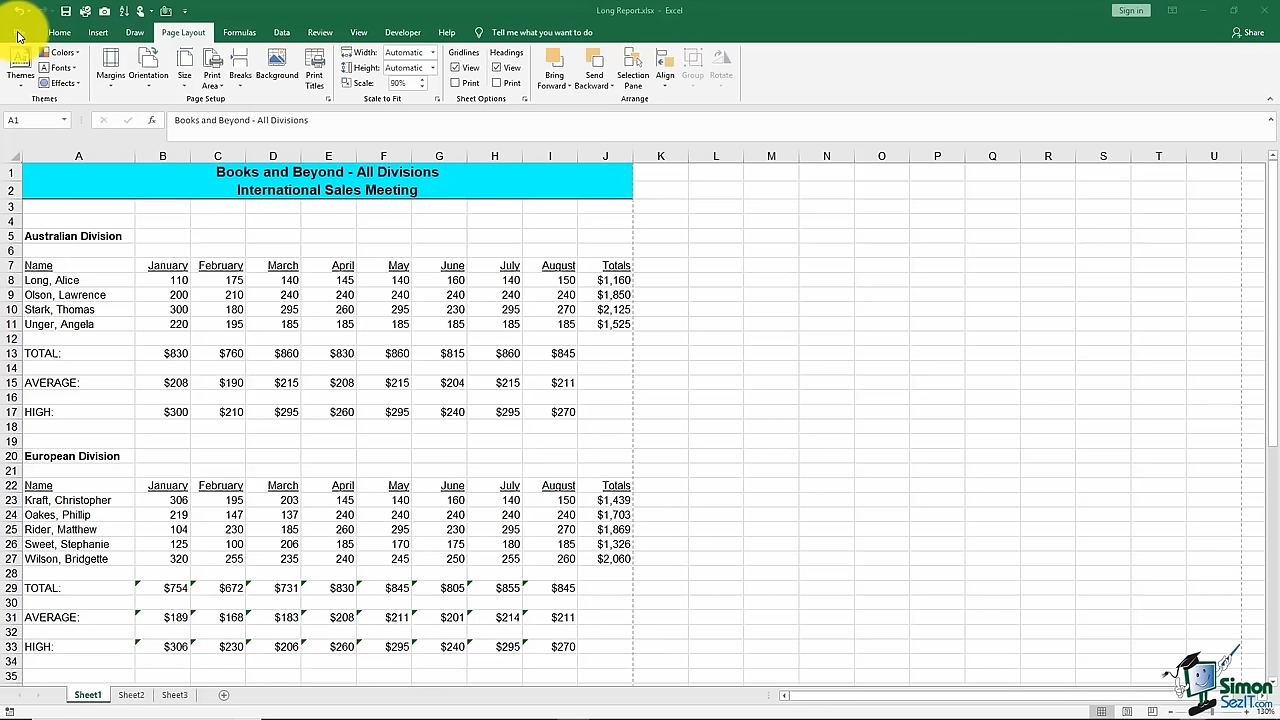 Long Report.xlsx - Excel
Sign in
Home Insert Draw Page Layout Formulas Data Review View Developer Help Tell me what you want to do Share
Themes
Colors
Fonts
Effects
Themes
Margins Orientation Size Print Area Breaks Background Print Titles
Page Setup
Width: Automatic
Height: Automatic
Scale: 90%
Scale to Fit
Gridlines Headings
View View
Print Print
Sheet Options
Bring Forward Send Backward Selection Pane Align Group Rotate
Arrange
A1 fx Books and Beyond - All Divisions
A B C D E F G H I J K L M N O P Q R S T U
1 Books and Beyond - All Divisions
2 International Sales Meeting
3
4
5 Australian Division
6
7 Name January February March April May June July August Totals
8 Long, Alice 110 175 140 145 140 160 140 150 $1,160
9 Olson, Lawrence 200 210 240 240 240 240 240 240 $1,850
10 Stark, Thomas 300 180 295 260 295 230 295 270 $2,125
11 Unger, Angela 220 195 185 185 185 185 185 185 $1,525
12
13 TOTAL: $830 $760 $860 $830 $860 $815 $860 $845
14
15 AVERAGE: $208 $190 $215 $208 $215 $204 $215 $211
16
17 HIGH: $300 $210 $295 $260 $295 $240 $295 $270
18
19
20 European Division
21
22 Name January February March April May June July August Totals
23 Kraft, Christopher 306 195 203 145 140 160 140 150 $1,439
24 Oakes, Phillip 219 147 137 240 240 240 240 240 $1,703
25 Rider, Matthew 104 230 185 260 295 230 295 270 $1,869
26 Sweet, Stephanie 125 100 206 185 170 175 180 185 $1,326
27 Wilson, Bridgette 320 255 235 240 245 250 255 260 $2,060
28
29 TOTAL: $754 $672 $731 $830 $845 $805 $855 $845
30
31 AVERAGE: $189 $168 $183 $208 $211 $201 $214 $211
32
33 HIGH: $306 $230 $206 $260 $295 $240 $295 $270
34
35
Sheet1 Sheet2 Sheet3
Simon
SezIT.com
130%